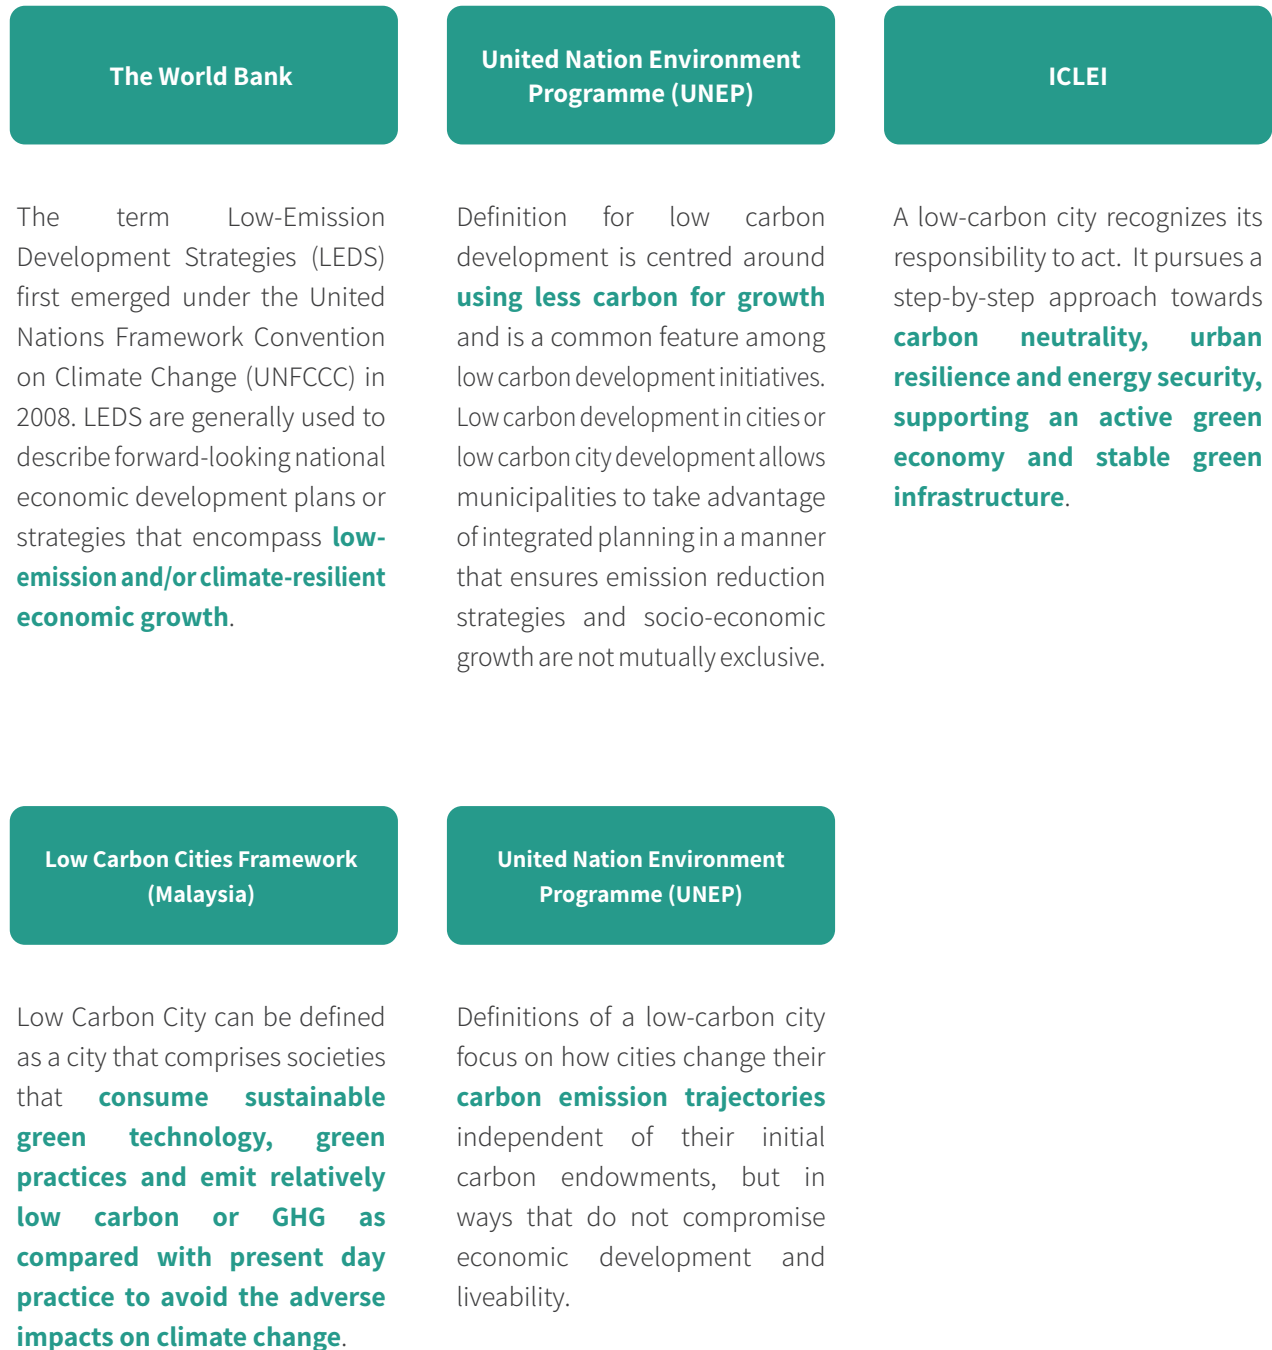 The World Bank
The term Low-Emission
Development Strategies (LEDS)
first emerged under the United
Nations Framework Convention
on Climate Change (UNFCCC) in
2008. LEDS are generally used to
describe forward-looking national
economic development plans or
strategies that encompass low-
emission and/or climate-resilient
economic growth.
United Nation Environment
Programme (UNEP)
Definition for low carbon
development is centred around
using less carbon for growth
and is a common feature among
low carbon development initiatives.
Low carbon development in cities or
low carbon city development allows
municipalities to take advantage
of integrated planning in a manner
that ensures emission reduction
strategies and socio-economic
growth are not mutually exclusive.
ICLEI
A low-carbon city recognizes its
responsibility to act. It pursues a
step-by-step approach towards
carbon neutrality, urban
resilience and energy security,
supporting an active green
economy and stable green
infrastructure.
Low Carbon Cities Framework
(Malaysia)
Low Carbon City can be defined
as a city that comprises societies
that consume sustainable
green technology, green
practices and emit relatively
low carbon or GHG as
compared with present day
practice to avoid the adverse
impacts on climate change.
United Nation Environment
Programme (UNEP)
Definitions of a low-carbon city
focus on how cities change their
carbon emission trajectories
independent of their initial
carbon endowments, but in
ways that do not compromise
economic development and
liveability.